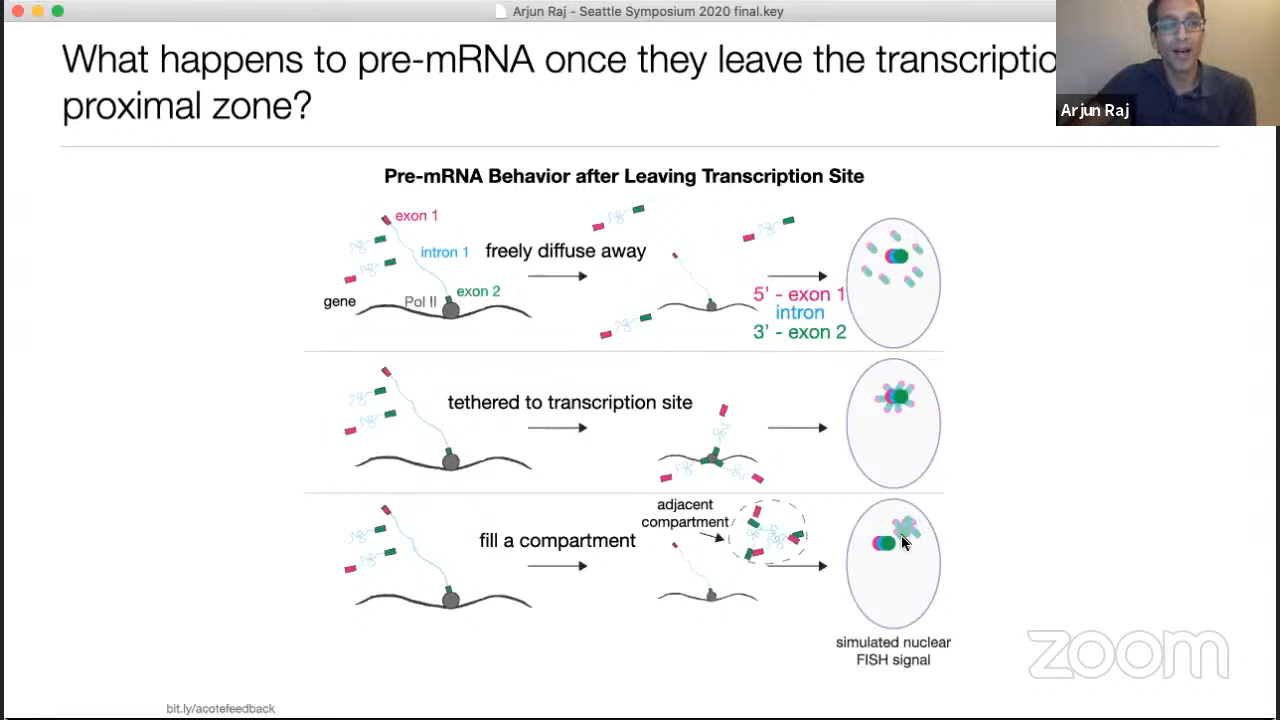 Arjun Raj - Seattle Symposium 2020 final.key
What happens to pre-mRNA once they leave the transcriptio
proximal zone?
Arjun Raj
Pre-mRNA Behavior after Leaving Transcription Site
exon 1
intron 1
exon 2
gene
Pol II
freely diffuse away
5' - exon 1
intron
3' - exon 2
tethered to transcription site
fill a compartment
adjacent
compartment
simulated nuclear
FISH signal
zoom
bit.ly/acotefeedback